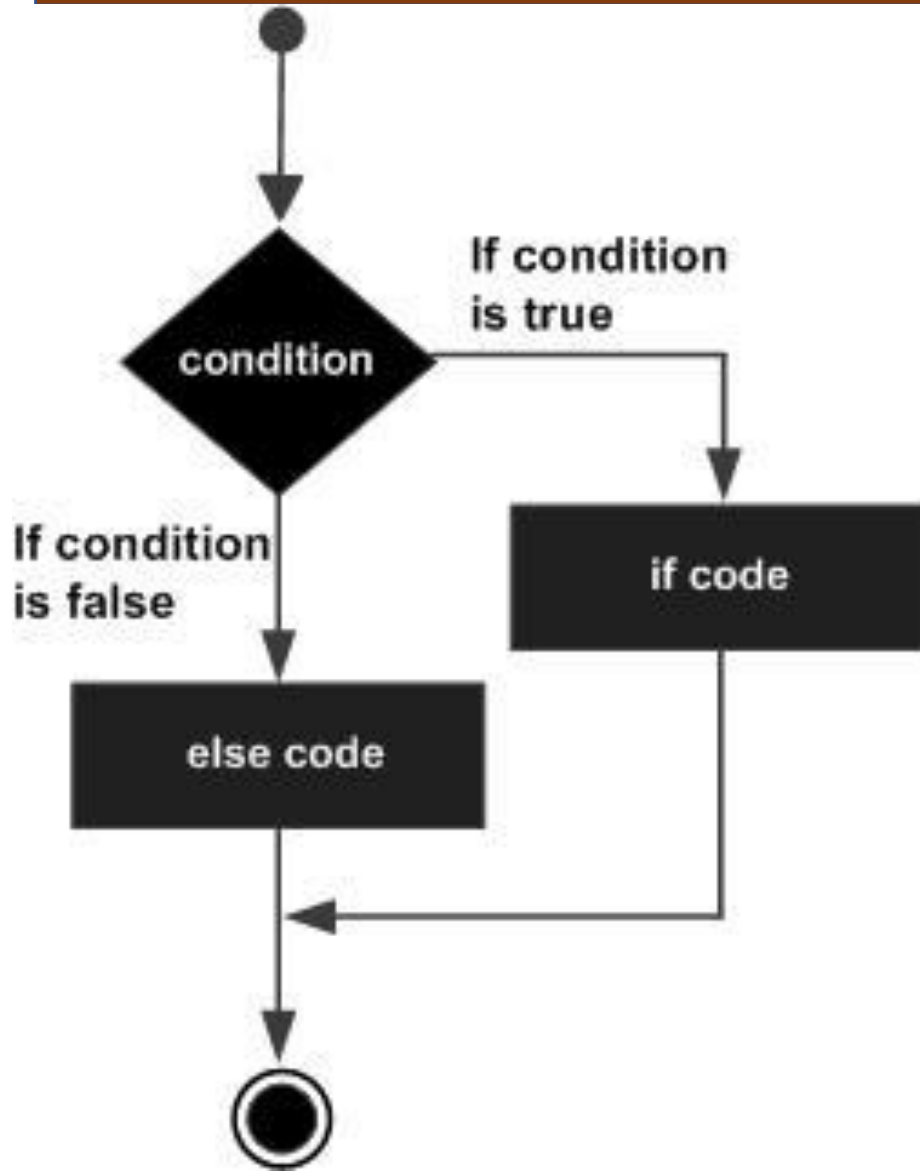 If condition
is true
condition
If condition
is false
if code
else code